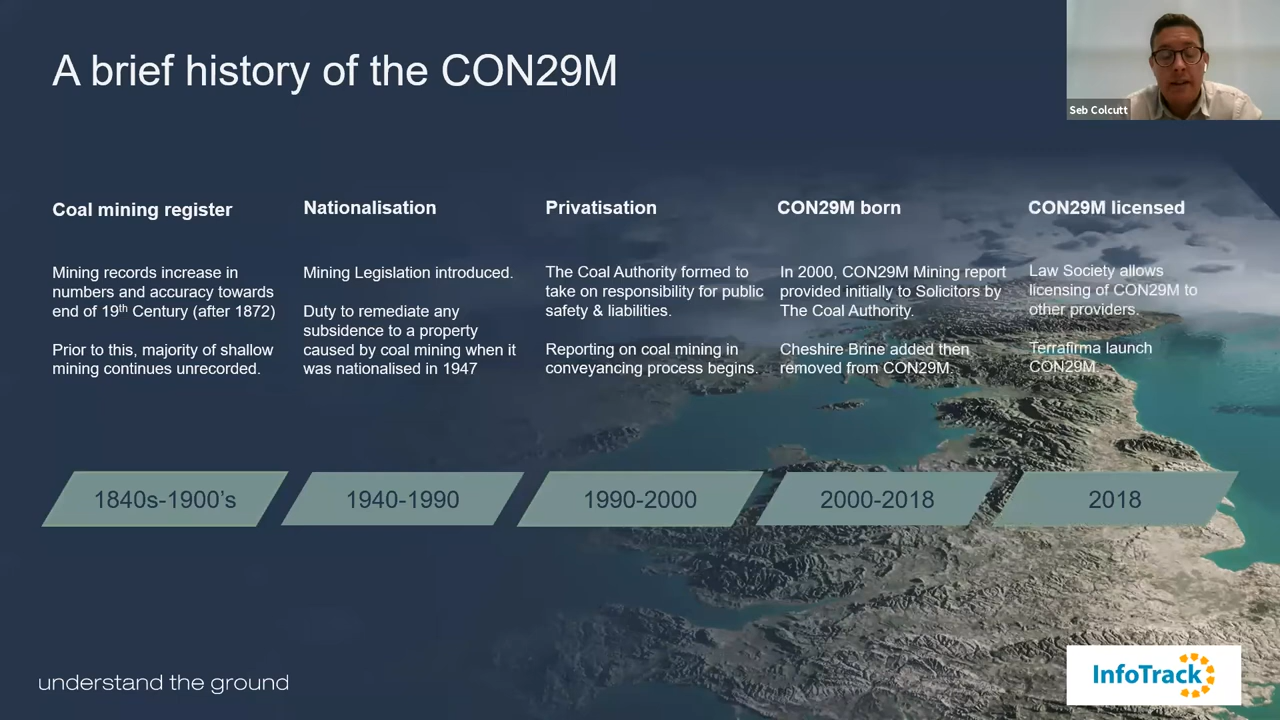 A brief history of the CON29M
Seb Colcutt
Coal mining register
Mining records increase in
numbers and accuracy towards
end of 19th Century (after 1872)
Prior to this, majority of shallow
mining continues unrecorded.
Nationalisation
Mining Legislation introduced.
Duty to remediate any
subsidence to a property
caused by coal mining when it
was nationalised in 1947
Privatisation
The Coal Authority formed to
take on responsibility for public
safety & liabilities.
Reporting on coal mining in
conveyancing process begins.
CON29M born
In 2000, CON29M Mining report
provided initially to Solicitors by
The Coal Authority.
Cheshire Brine added then
removed from CON29M.
CON29M licensed
Law Society allows
licensing of CON29M to
other providers.
Terrafirma launch
CON29M.
1840s-1900’s
1940-1990
1990-2000
2000-2018
2018
understand the ground
InfoTrack